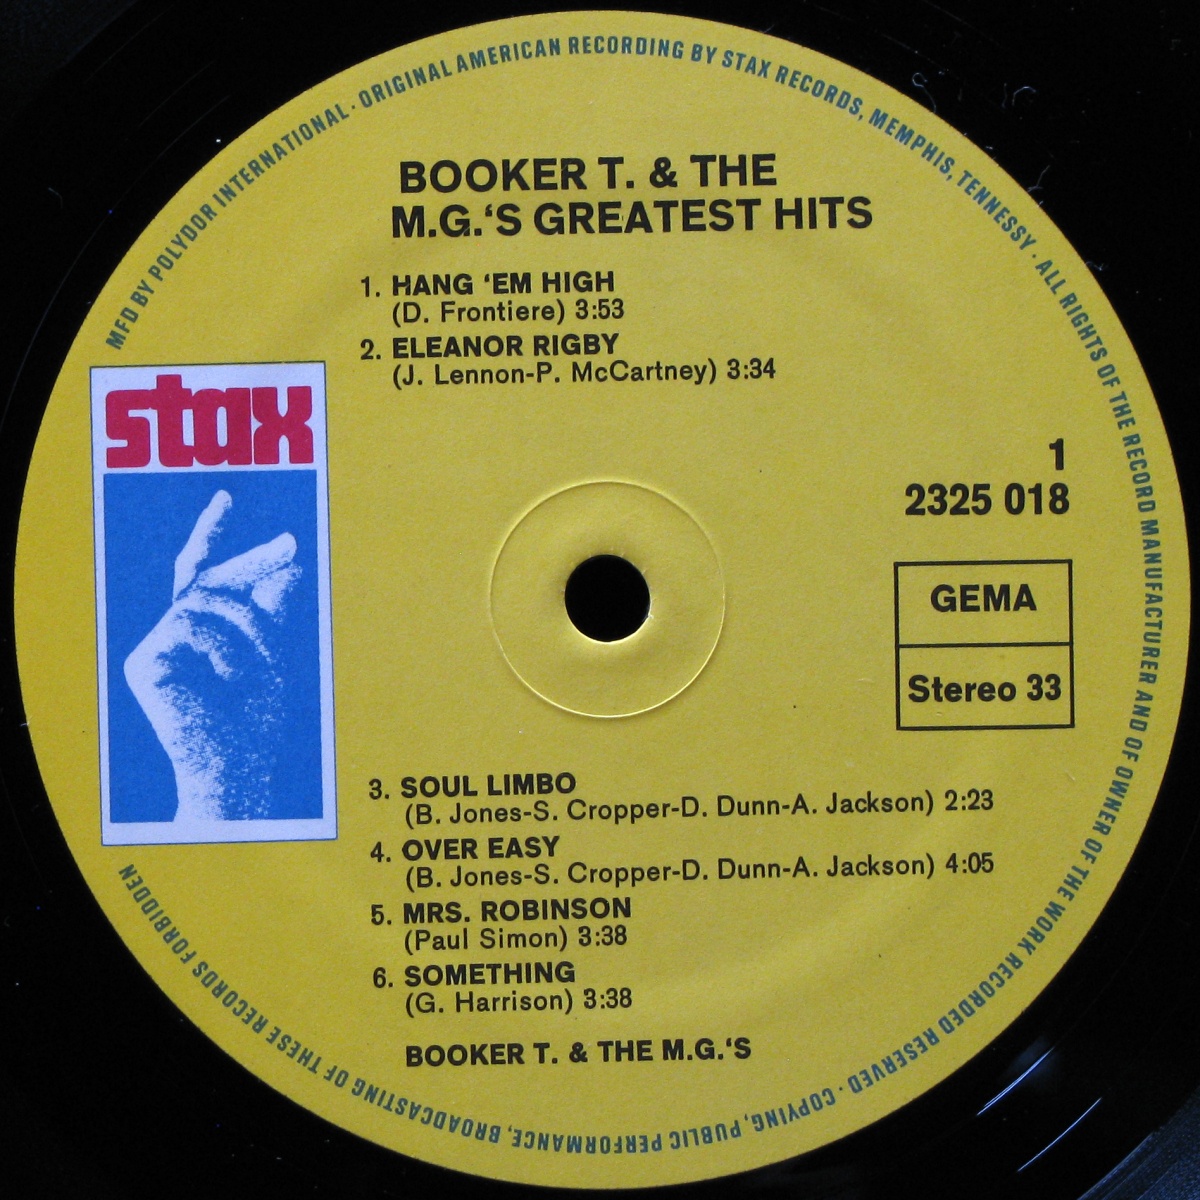 MFD BY POLYDOR INTERNATIONAL · ORIGINAL AMERICAN RECORDING BY STAX RECORDS, MEMPHIS, TENNESSY · ALL RIGHTS OF THE RECORD MANUFACTURER AND OF OWNER OF THE WORK RECORDED RESERVED · COPYING, PUBLIC PERFORMANCE, BROADCASTING OF THESE RECORDS FORBIDDEN
BOOKER T. & THE
M.G.‘S GREATEST HITS
1. HANG ‘EM HIGH
(D. Frontiere) 3:53
2. ELEANOR RIGBY
(J. Lennon-P. McCartney) 3:34
stax
1
2325 018
GEMA
Stereo 33
3. SOUL LIMBO
(B. Jones-S. Cropper-D. Dunn-A. Jackson) 2:23
4. OVER EASY
(B. Jones-S. Cropper-D. Dunn-A. Jackson) 4:05
5. MRS. ROBINSON
(Paul Simon) 3:38
6. SOMETHING
(G. Harrison) 3:38
BOOKER T. & THE M.G.‘S